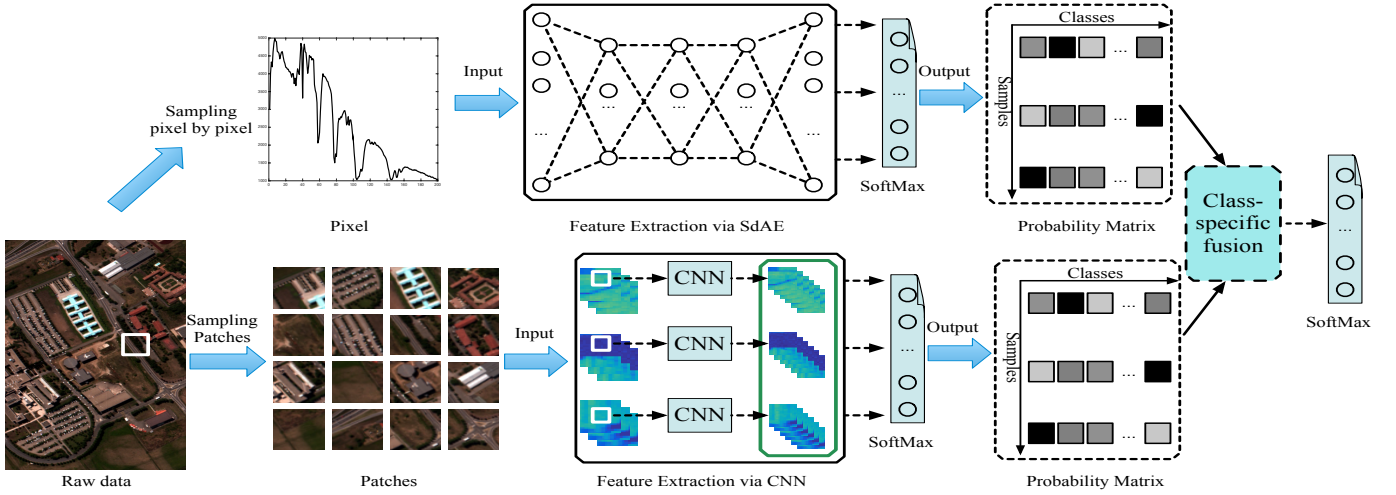 Sampling
pixel by pixel
Pixel
Input
...
...
...
...
...
Feature Extraction via SdAE
...
SoftMax
Output
Classes
Samples
...
...
...
Probability Matrix
Class-
specific
fusion
...
SoftMax
Raw data
Sampling
Patches
Patches
Input
CNN
CNN
CNN
Feature Extraction via CNN
...
SoftMax
Output
Classes
Samples
...
...
...
Probability Matrix